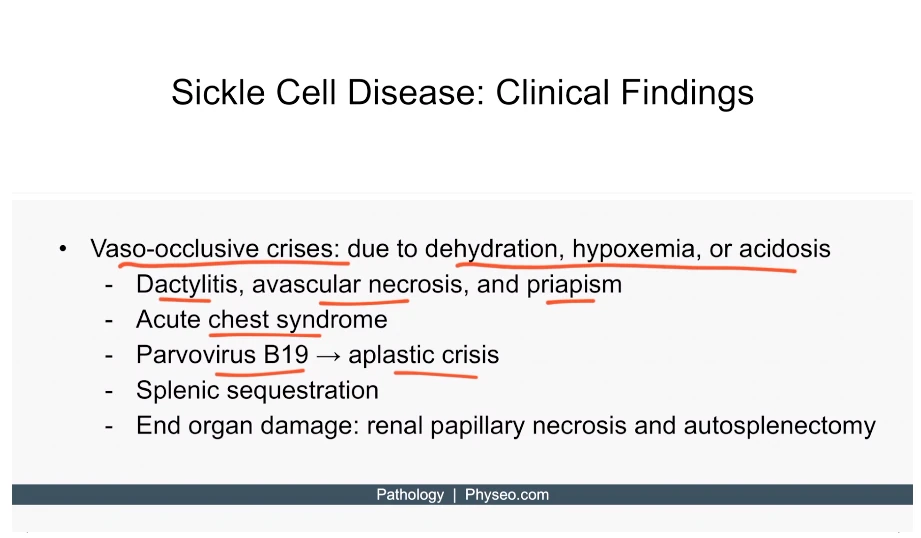 Sickle Cell Disease: Clinical Findings
• Vaso-occlusive crises: due to dehydration, hypoxemia, or acidosis
- Dactylitis, avascular necrosis, and priapism
- Acute chest syndrome
- Parvovirus B19 → aplastic crisis
- Splenic sequestration
- End organ damage: renal papillary necrosis and autosplenectomy
Pathology | Physeo.com